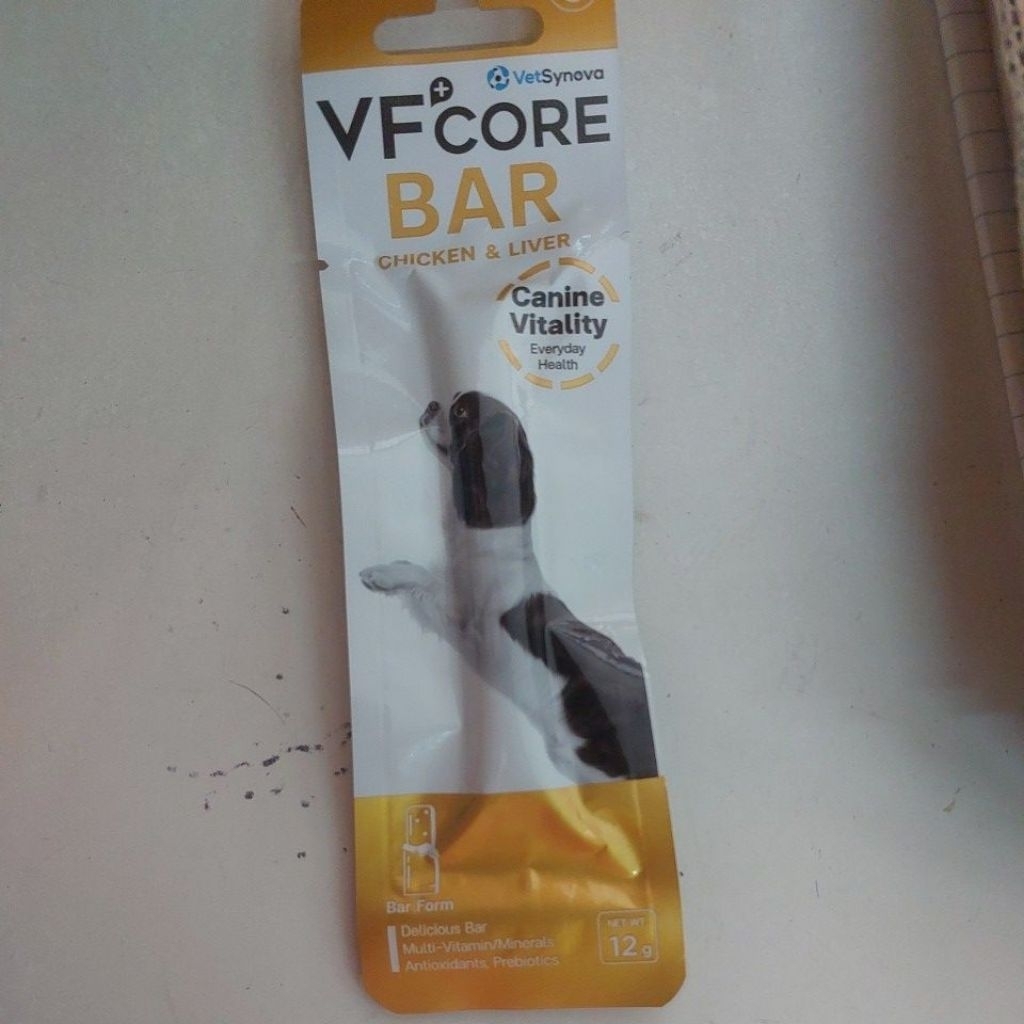 VetSynova
VF+CORE
BAR
CHICKEN & LIVER
Canine
Vitality
Everyday
Health
Bar Form
Delicious Bar
Multi-Vitamin/Minerals
Antioxidants, Prebiotics
NET WT
12 g